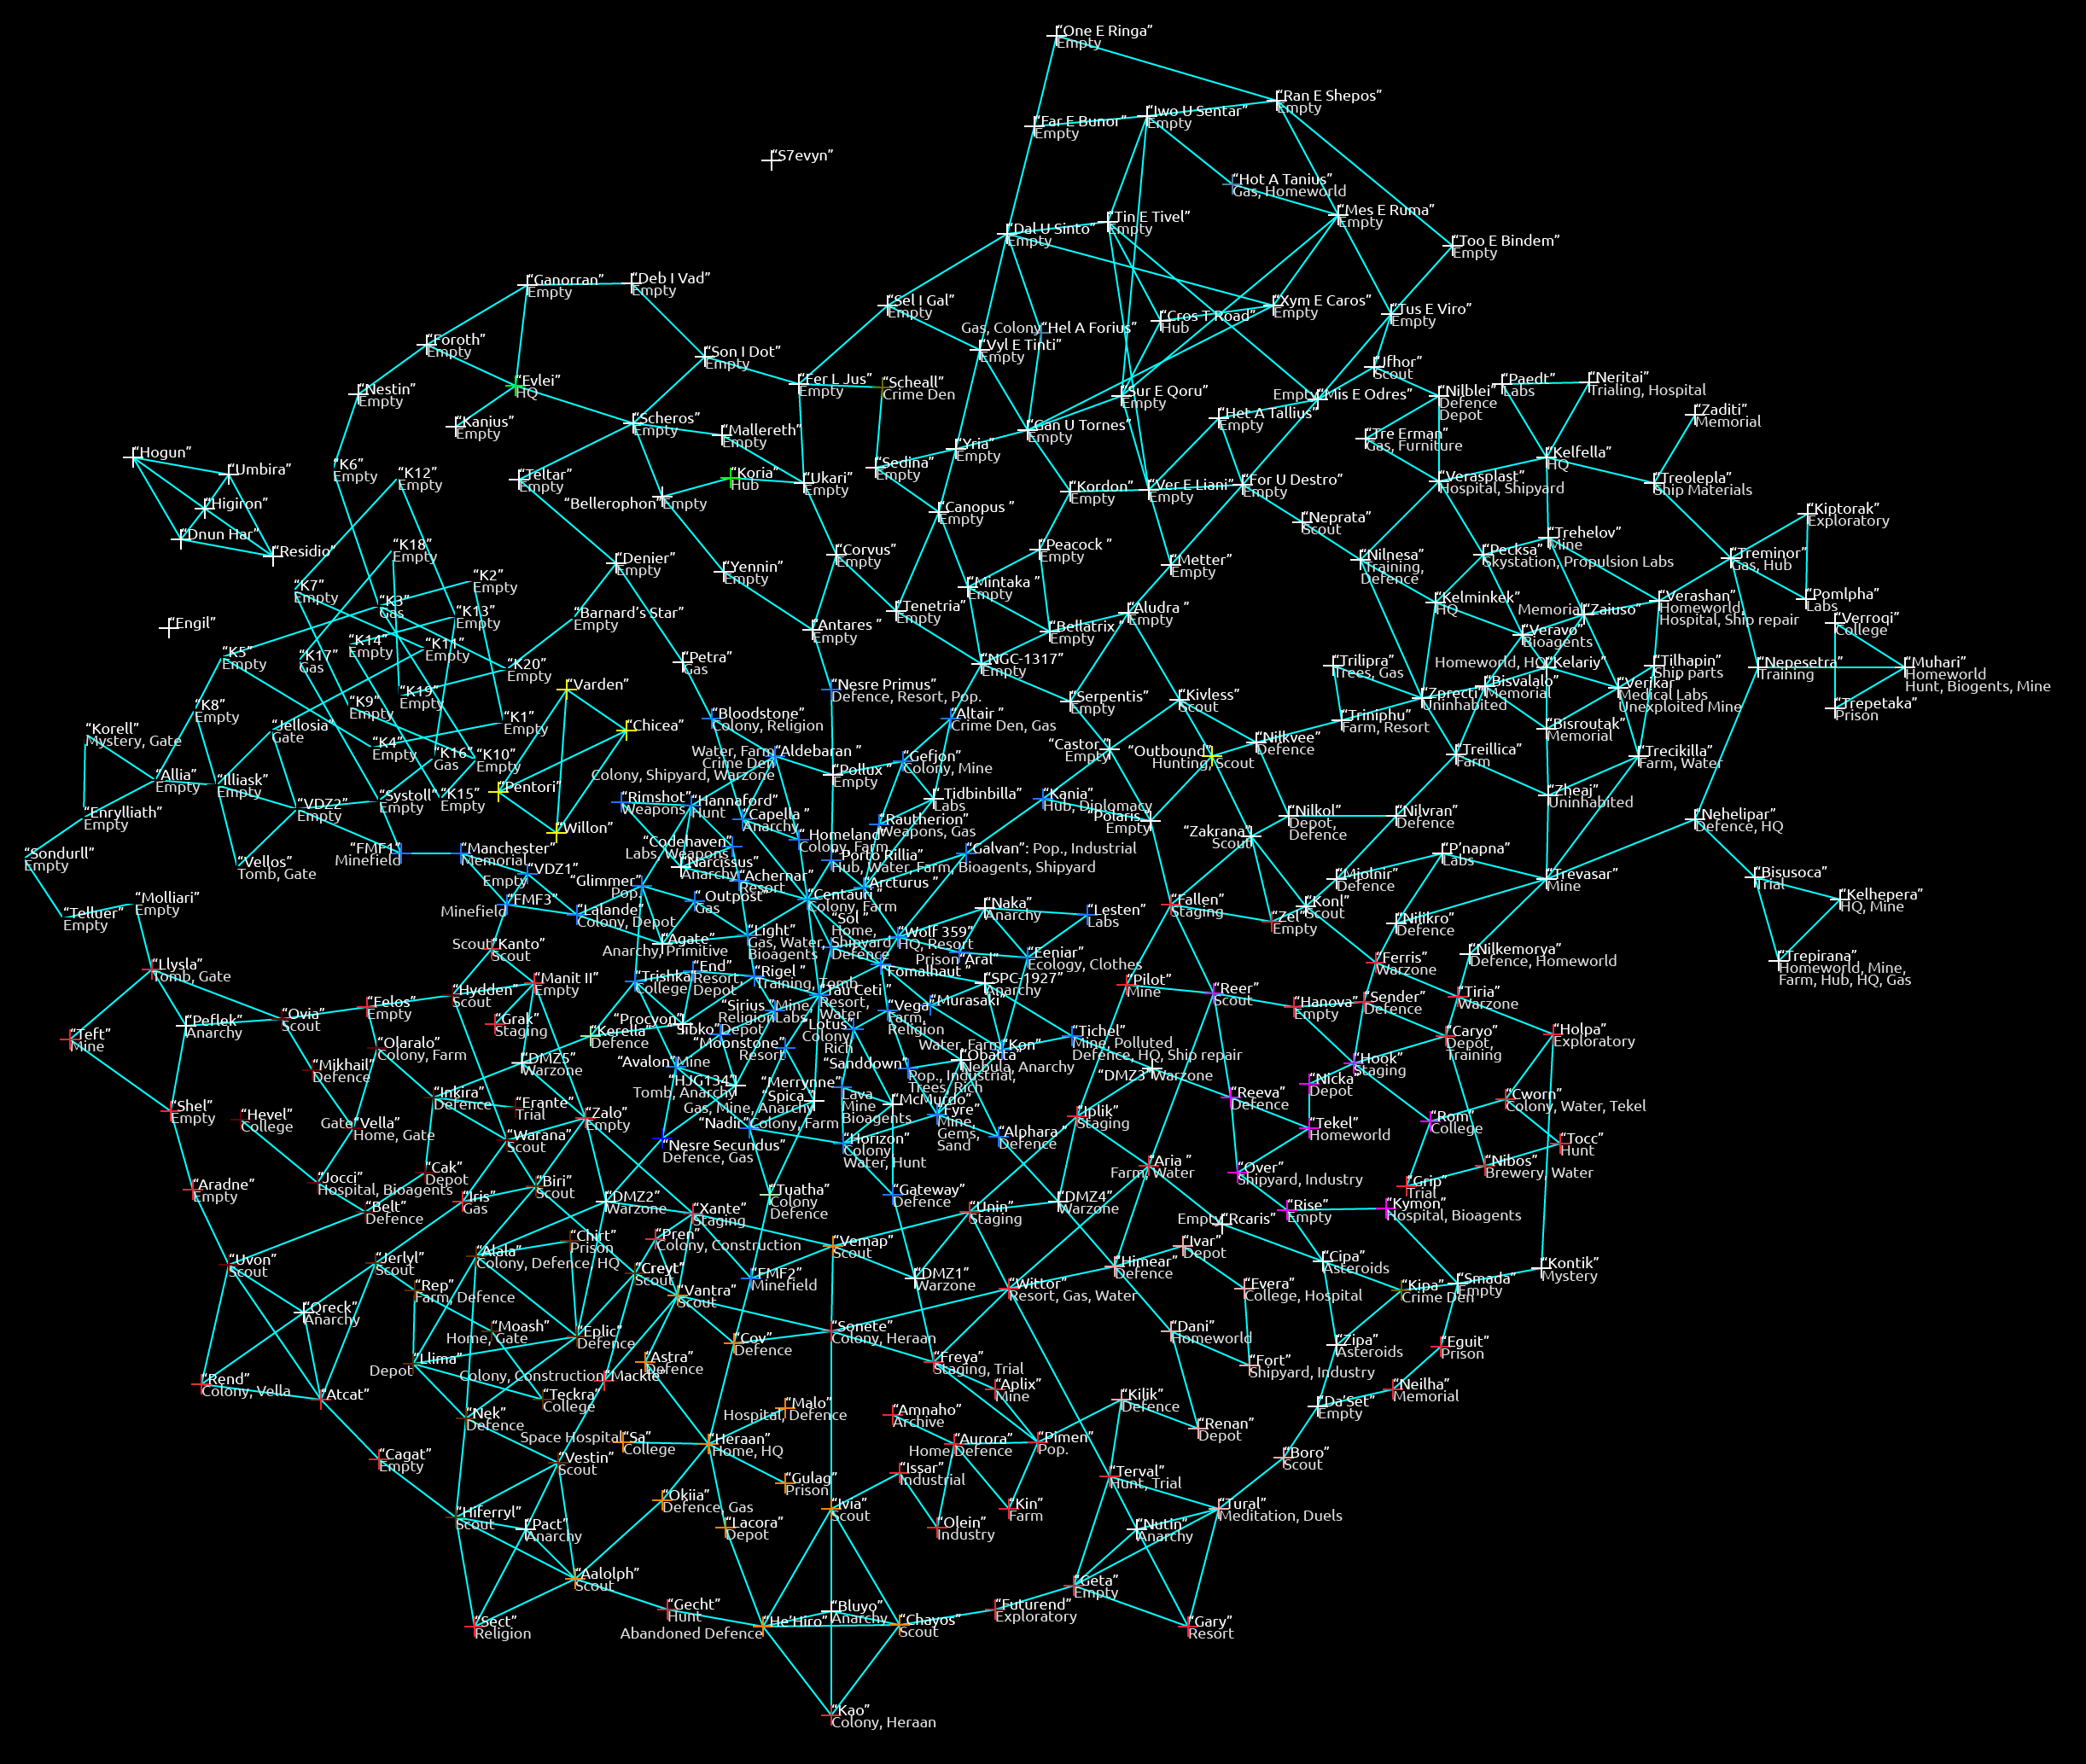 “One E Ringa”
Empty
“Ran E Shepos”
Empty
“Iwo U Sentar”
Empty
“Far E Bunor”
Empty
“S7evyn”
“Hot A Tanius”
Gas, Homeworld
“Mes E Ruma”
Empty
“Tin E Tivel”
Empty
“Dal U Sinto”
Empty
“Too E Bindem”
Empty
“Ganorran”
Empty
“Deb I Vad”
Empty
“Sel I Gal”
Empty
“Xym E Caros”
Empty
“Cros T Road”
Hub
“Tus E Viro”
Empty
Gas, Colony
“Hel A Forius”
“Vyl E Tinti”
Empty
“Foroth”
Empty
“Son I Dot”
Empty
“Jfhor”
Scout
“Evlei”
HQ
“Fer L Jus”
Empty
“Scheall”
Crime Den
“Nestin”
Empty
“Sur E Qoru”
Empty
Empty
“Mis E Odres”
“Nilblei”
Defence
Depot
“Paedt”
Labs
“Neritai”
Trialing, Hospital
“Zaditi”
Memorial
“Kanius”
Empty
“Scheros”
Empty
“Mallereth”
Empty
“Het A Tallius”
Empty
“Gan U Tornes”
Empty
“Tre Erman”
Gas, Furniture
“Yria”
Empty
“Kelfella”
HQ
“Hogun”
“Umbira”
“K6”
Empty
“K12”
Empty
“Teltar”
Empty
“Koria”
Hub
“Ukari”
Empty
“Sedina”
Empty
“Kordon”
Empty
“Ver E Liani”
Empty
“For U Destro”
Empty
“Verasplast”
Hospital, Shipyard
“Treolepla”
Ship Materials
“Higiron”
“Bellerophon”
Empty
“Canopus ”
Empty
“Neprata”
Scout
“Kiptorak”
Exploratory
“Dnun Har”
“Residio”
“K18”
Empty
“Denier”
Empty
“Yennin”
Empty
“Corvus”
Empty
“Peacock ”
Empty
“Metter”
Empty
“Nilnesa”
Training,
Defence
“Pecksa”
Skystation, Propulsion Labs
“Trehelov”
Mine
“Treminor”
Gas, Hub
“K7”
Empty
“K2”
Empty
“K3”
Gas
“K13”
Empty
“Mintaka ”
Empty
“Tenetria”
Empty
“Aludra ”
Empty
“Kelminkek”
HQ
Memorial
“Zaiuso”
“Verashan”
Homeworld,
Hospital, Ship repair
“Pomlpha”
Labs
“Engil”
“Barnard’s Star”
Empty
“Antares ”
Empty
“Bellatrix ”
Empty
“Veravo”
Bioagents
“Verroqi”
College
“K5”
Empty
“K17”
Gas
“K14”
Empty
“K11”
Empty
“K20”
Empty
“Petra”
Gas
“NGC-1317”
Empty
“Trilipra”
Trees, Gas
Homeworld, HQ
“Kelariy”
“Tilhapin”
Ship parts
“Nepesetra”
Training
“Muhari”
Homeworld
Hunt, Biogents, Mine
“K8”
Empty
“K9”
Empty
“K19”
Empty
“Varden”
“Nesre Primus”
Defence, Resort, Pop.
“Serpentis”
Empty
“Kivless”
Scout
“Zprecti”
Uninhabited
“Bisvalalo”
Memorial
“Verikar”
Medical Labs
Unexploited Mine
“Trepetaka”
Prison
“Korell”
Mystery, Gate
“Jellosia”
Gate
“K1”
Empty
“Chicea”
“Bloodstone”
Colony, Religion
“Altair ”
Crime Den, Gas
“Triniphu”
Farm, Resort
“Bisroutak”
Memorial
“K4”
Empty
“K16”
Gas
“K10”
Empty
Water, Farm
Crime Den
“Aldebaran ”
“Castor ”
Empty
“Outbound”
Hunting, Scout
“Nilkvee”
Defence
“Treillica”
Farm
“Trecikilla”
Farm, Water
“Allia”
Empty
“Illiask”
Empty
“Pentori”
Colony, Shipyard, Warzone
“Pollux ”
Empty
“Gefjon”
Colony, Mine
“Enrylliath”
Empty
“VDZ2”
Empty
“Systoll”
Empty
“K15”
Empty
“Rimshot”
Weapons
“Hannaford”
Hunt
“Tidbinbilla”
Labs
“Kania”
Hub, Diplomacy
“Zheaj”
Uninhabited
“Willon”
“Capella ”
Anarchy
“Rautherion”
Weapons, Gas
“Polaris ”
Empty
“Nilkol”
Depot,
Defence
“Nilvran”
Defence
“Nehelipar”
Defence, HQ
“Sondurll”
Empty
“Vellos”
Tomb, Gate
“FMF1”
Minefield
“Manchester”
Memorial
“Codehaven”
Labs, Weapons
“Homeland”
Colony, Farm
“Porto Rillia”
Hub, Water, Farm, Bioagents, Shipyard
“Galvan”: Pop., Industrial
“Zakrana”
Scout
“P’napna”
Labs
“VDZ1”
Empty
“Narcissus”
Anarchy
“Achernar ”
Resort
“Arcturus ”
“Mjolnir”
Defence
“Trevasar”
Mine
“Bisusoca”
Trial
“Molliari”
Empty
“Glimmer”
Pop.
“Outpost”
Gas
“Centauri ”
Colony, Farm
“Naka”
Anarchy
“Fallen”
Staging
“Konl”
Scout
“Kelhepera”
HQ, Mine
“Telluer”
Empty
“FMF3”
Minefield
“Lalande”
Colony, Depot
“Sol ”
Home,
Shipyard
Defence
“Lesten”
Labs
“Zel”
Empty
“Nilikro”
Defence
“Kanto”
Scout
Scout
“Agate”
Anarchy, Primitive
“Light”
Gas, Water,
Bioagents
“Wolf 359”
HQ, Resort
“Nilkemorya”
Defence, Homeworld
“Llysla”
Tomb, Gate
Prison
“Aral”
“Eeniar”
Ecology, Clothes
“Ferris”
Warzone
“Trepirana”
Homeworld, Mine,
Farm, Hub, HQ, Gas
“Manit II”
Empty
“Trishka”
College
“End”
Resort,
Depot
“Rigel ”
Training, Tomb
“Fomalhaut ”
“SPC-1927”
Anarchy
“Pilot”
Mine
“Hydden”
Scout
“Tau Ceti ”
Resort,
Water
“Reer”
Scout
“Tiria”
Warzone
“Eelos”
Empty
“Sirius ”
Religion
Mine,
Labs
“Vega”
Farm,
Religion
“Murasaki”
“Hanova”
Empty
“Sender”
Defence
“Peflek”
Anarchy
“Ovia”
Scout
“Grak”
Staging
“Procyon”
“Sibko”
Depot
“Lotus”
Colony
Rich
“Teft”
Mine
“Olaralo”
Colony, Farm
“Kerella”
Defence
“Moonstone”
Resort
Water, Farm
“Kon”
“Tichel”
Mine, Polluted
Defence, HQ, Ship repair
“Caryo”
Depot,
Training
“Holpa”
Exploratory
“Mikhail”
Defence
“DMZ5”
Warzone
“Avalon”
Mine
“Obatta”
Nebula, Anarchy
“Sanddown”
Pop., Industrial,
Trees, Rich
“DMZ3”
Warzone
“Hook”
Staging
“HJG1343”
Tomb, Anarchy
“Merrynne”
Lava
Mine
Bioagents
“Nicka”
Depot
“Inkira”
Defence
“Erante”
Trial
“Spica ”
Gas, Mine, Anarchy
“McMurdo”
“Reeva”
Defence
“Cworn”
Colony, Water, Tekel
“Shel”
Empty
“Hevel”
College
Gate
“Vella”
Home, Gate
“Zalo”
Empty
“Nadir”
Colony, Farm
“Fyre”
Mine,
Gems,
Sand
“Iplik”
Staging
“Tekel”
Homeworld
“Rom”
College
“Warana”
Scout
“Nesre Secundus”
Defence, Gas
“Horizon”
Colony
Water, Hunt
“Alphara”
Defence
“Tocc”
Hunt
“Cak”
Depot
“Aria ”
Farm, Water
“Over”
Shipyard, Industry
“Nibos”
Brewery, Water
“Aradne”
Empty
“Jocci”
Hospital, Bioagents
“Iris”
Gas
“Biri”
Scout
“DMZ2”
Warzone
“Tuatha”
Colony
Defence
“Gateway”
Defence
“DMZ4”
Warzone
“Grip”
Trial
“Belt”
Defence
“Xante”
Staging
“Unin”
Staging
“Rcaris”
Empty
“Rise”
Empty
“Kymon”
Hospital, Bioagents
“Chirt”
Prison
“Pren”
Colony, Construction
“Vemap”
Scout
“Ivar”
Depot
“Uvon”
Scout
“Jerlyl”
Scout
“Alala”
Colony, Defence, HQ
“Creyt”
Scout
“FMF2”
Minefield
“DMZ1”
Warzone
“Himear”
Defence
“Cipa”
Asteroids
“Kontik”
Mystery
“Rep”
Farm, Defence
“Vantra”
Scout
“Wittor”
Resort, Gas, Water
“Evera”
College, Hospital
“Kipa”
Crime Den
“Smada”
Empty
“Oreck”
Anarchy
“Moash”
Home, Gate
“Eplic”
Defence
“Cov”
Defence
“Sonete”
Colony, Heraan
“Dani”
Homeworld
“Zipa”
Asteroids
“Eguit”
Prison
“Llima”
Depot
“Astra”
Defence
“Freya”
Staging, Trial
“Fort”
Shipyard, Industry
“Rend”
Colony, Vella
“Atcat”
Colony, Construction
“Mackle”
“Teckra”
College
“Aplix”
Mine
“Neilha”
Memorial
“Nek”
Defence
“Malo”
Hospital, Defence
“Amnaho”
Archive
“Kilik”
Defence
“Da’Set”
Empty
Space Hospital
“Sa”
College
“Heraan”
Home, HQ
“Aurora”
Home
Defence
“Pimen”
Pop.
“Renan”
Depot
“Cagat”
Empty
“Vestin”
Scout
“Gulag”
Prison
“Issar”
Industrial
“Terval”
Hunt, Trial
“Boro”
Scout
“Okiia”
Defence, Gas
“Ivia”
Scout
“Kin”
Farm
“Tural”
Meditation, Duels
“Hiferryl”
Scout
“Pact”
Anarchy
“Lacora”
Depot
“Olein”
Industry
“Nutin”
Anarchy
“Aalolph”
Scout
“Geta”
Empty
“Gecht”
Hunt
“Bluyo”
Anarchy
“Futurend”
Exploratory
“Sect”
Religion
“He’Hiro”
Abandoned Defence
“Chayos”
Scout
“Gary”
Resort
“Kao”
Colony, Heraan